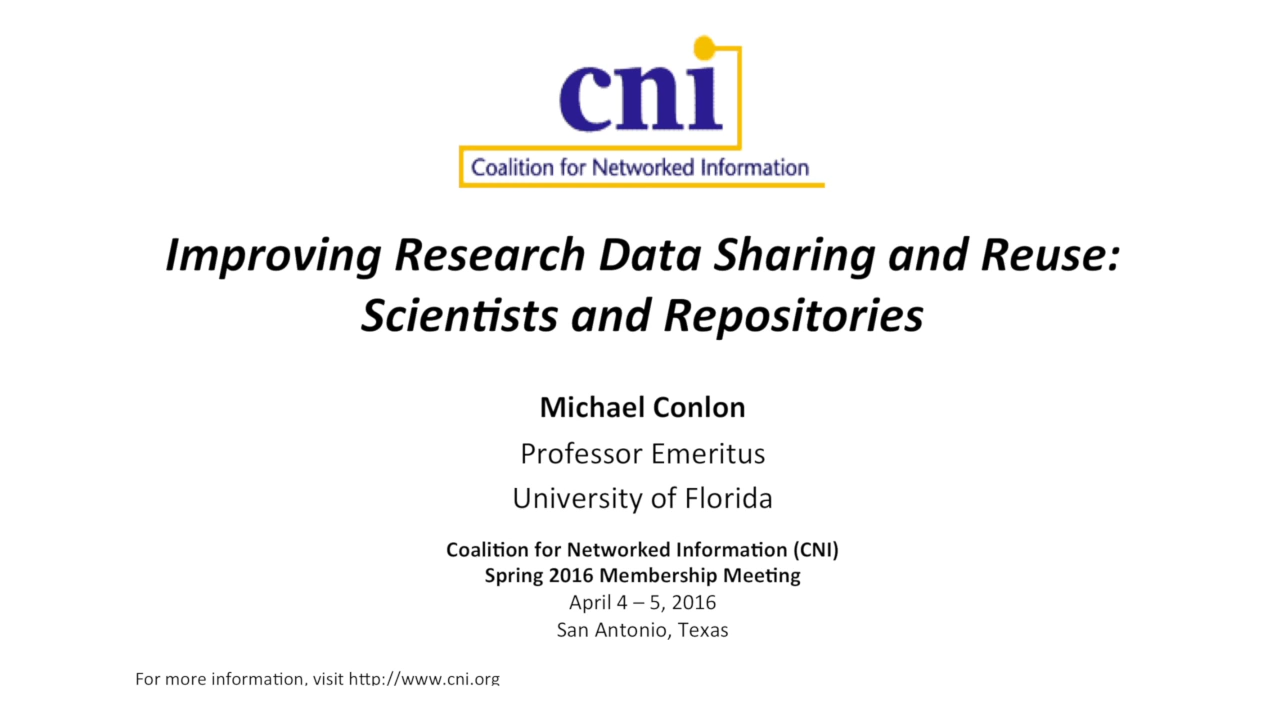 cni
Coalition for Networked Information
Improving Research Data Sharing and Reuse:
Scientists and Repositories
Michael Conlon
Professor Emeritus
University of Florida
Coalition for Networked Information (CNI)
Spring 2016 Membership Meeting
April 4 – 5, 2016
San Antonio, Texas
For more information, visit http://www.cni.org